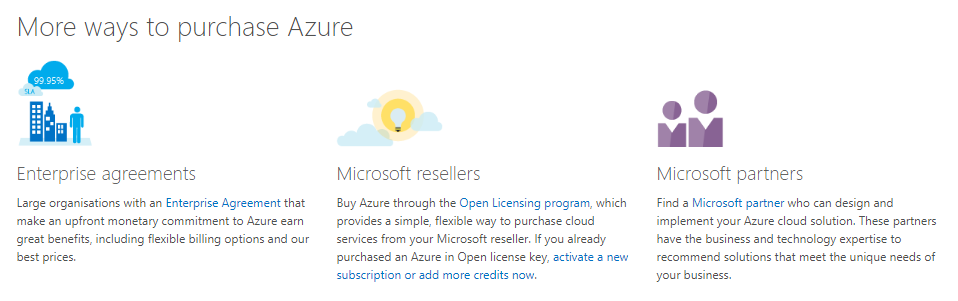 More ways to purchase Azure
99.95%
SLA
Enterprise agreements
Large organisations with an Enterprise Agreement that
make an upfront monetary commitment to Azure earn
great benefits, including flexible billing options and our
best prices.
Microsoft resellers
Buy Azure through the Open Licensing program, which
provides a simple, flexible way to purchase cloud
services from your Microsoft reseller. If you already
purchased an Azure in Open license key, activate a new
subscription or add more credits now.
Microsoft partners
Find a Microsoft partner who can design and
implement your Azure cloud solution. These partners
have the business and technology expertise to
recommend solutions that meet the unique needs of
your business.